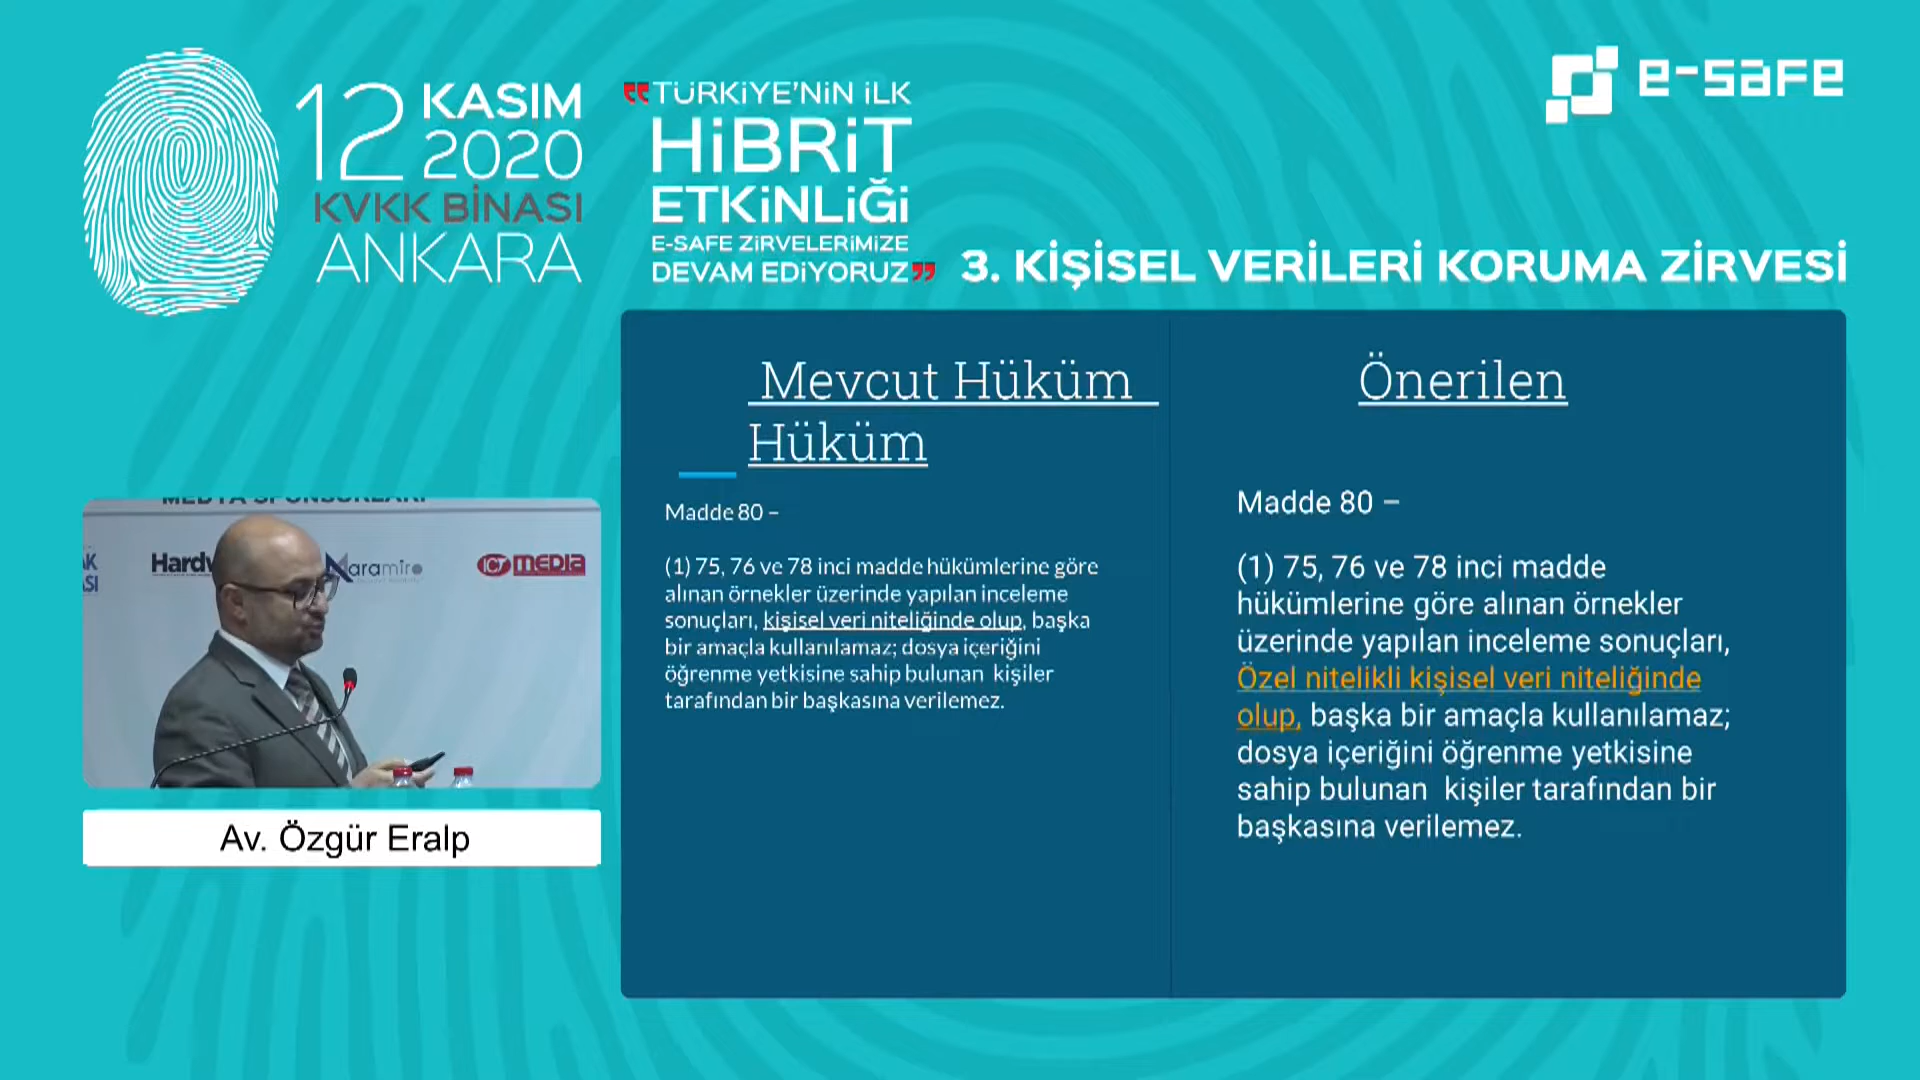 12 KASIM
2020
KVKK BİNASI
ANKARA
"TÜRKİYE'NİN İLK
HİBRİT
ETKİNLİĞİ
E-SAFE ZİRVELERİMİZE
DEVAM EDİYORUZ"
e-safe
3. KİŞİSEL VERİLERİ KORUMA ZİRVESİ
Mevcut Hüküm
Hüküm
Madde 80 –
(1) 75, 76 ve 78 inci madde hükümlerine göre
alınan örnekler üzerinde yapılan inceleme
sonuçları, kişisel veri niteliğinde olup, başka
bir amaçla kullanılamaz; dosya içeriğini
öğrenme yetkisine sahip bulunan kişiler
tarafından bir başkasına verilemez.
Önerilen
Madde 80 –
(1) 75, 76 ve 78 inci madde
hükümlerine göre alınan örnekler
üzerinde yapılan inceleme sonuçları,
Özel nitelikli kişisel veri niteliğinde
olup, başka bir amaçla kullanılamaz;
dosya içeriğini öğrenme yetkisine
sahip bulunan kişiler tarafından bir
başkasına verilemez.
MEDYA SPONSORLARI
ICT MEDIA
Av. Özgür Eralp